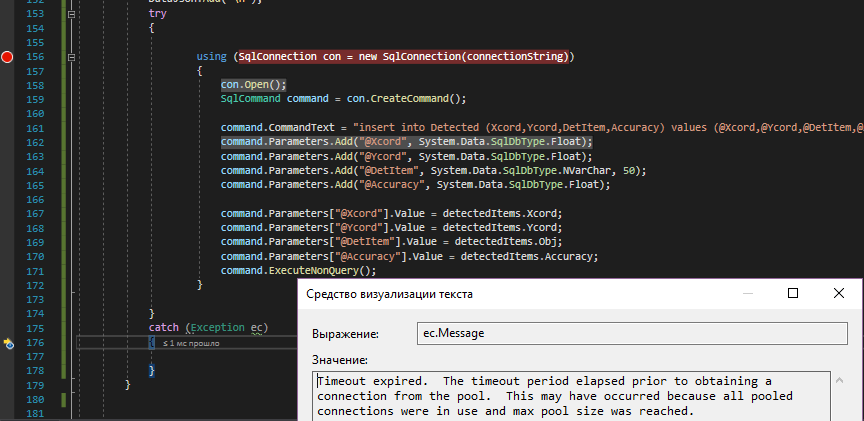 153 try
154 {
155
156 using (SqlConnection con = new SqlConnection(connectionString))
157 {
158 con.Open();
159 SqlCommand command = con.CreateCommand();
160
161 command.CommandText = "insert into Detected (Xcord,Ycord,DetItem,Accuracy) values (@Xcord,@Ycord,@DetItem,@
162 command.Parameters.Add("@Xcord", System.Data.SqlDbType.Float);
163 command.Parameters.Add("@Ycord", System.Data.SqlDbType.Float);
164 command.Parameters.Add("@DetItem", System.Data.SqlDbType.NVarChar, 50);
165 command.Parameters.Add("@Accuracy", System.Data.SqlDbType.Float);
166
167 command.Parameters["@Xcord"].Value = detectedItems.Xcord;
168 command.Parameters["@Ycord"].Value = detectedItems.Ycord;
169 command.Parameters["@DetItem"].Value = detectedItems.Obj;
170 command.Parameters["@Accuracy"].Value = detectedItems.Accuracy;
171 command.ExecuteNonQuery();
172 }
173
174 }
175 catch (Exception ec)
176 { ≤ 1 мс прошло
177
178 }
179 }
180
181
Средство визуализации текста
Выражение: ec.Message
Значение:
Timeout expired. The timeout period elapsed prior to obtaining a
connection from the pool. This may have occurred because all pooled
connections were in use and max pool size was reached.